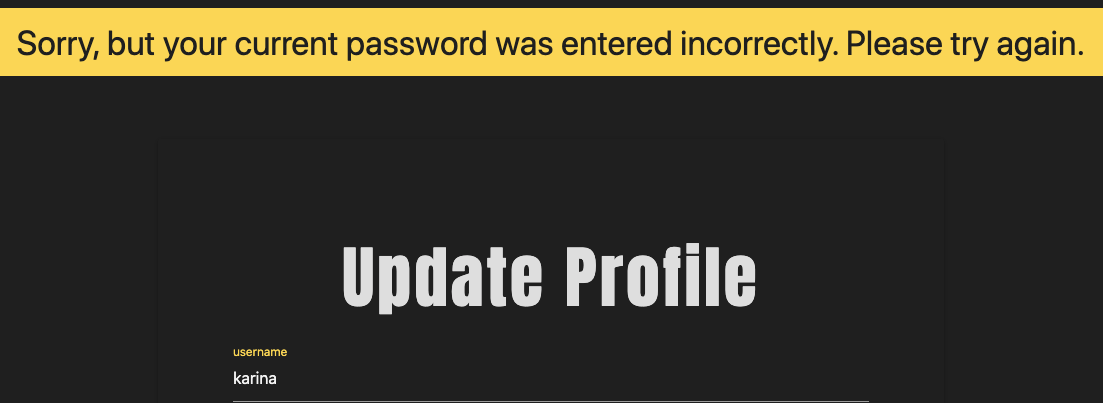 Sorry, but your current password was entered incorrectly. Please try again.
Update Profile
username
karina